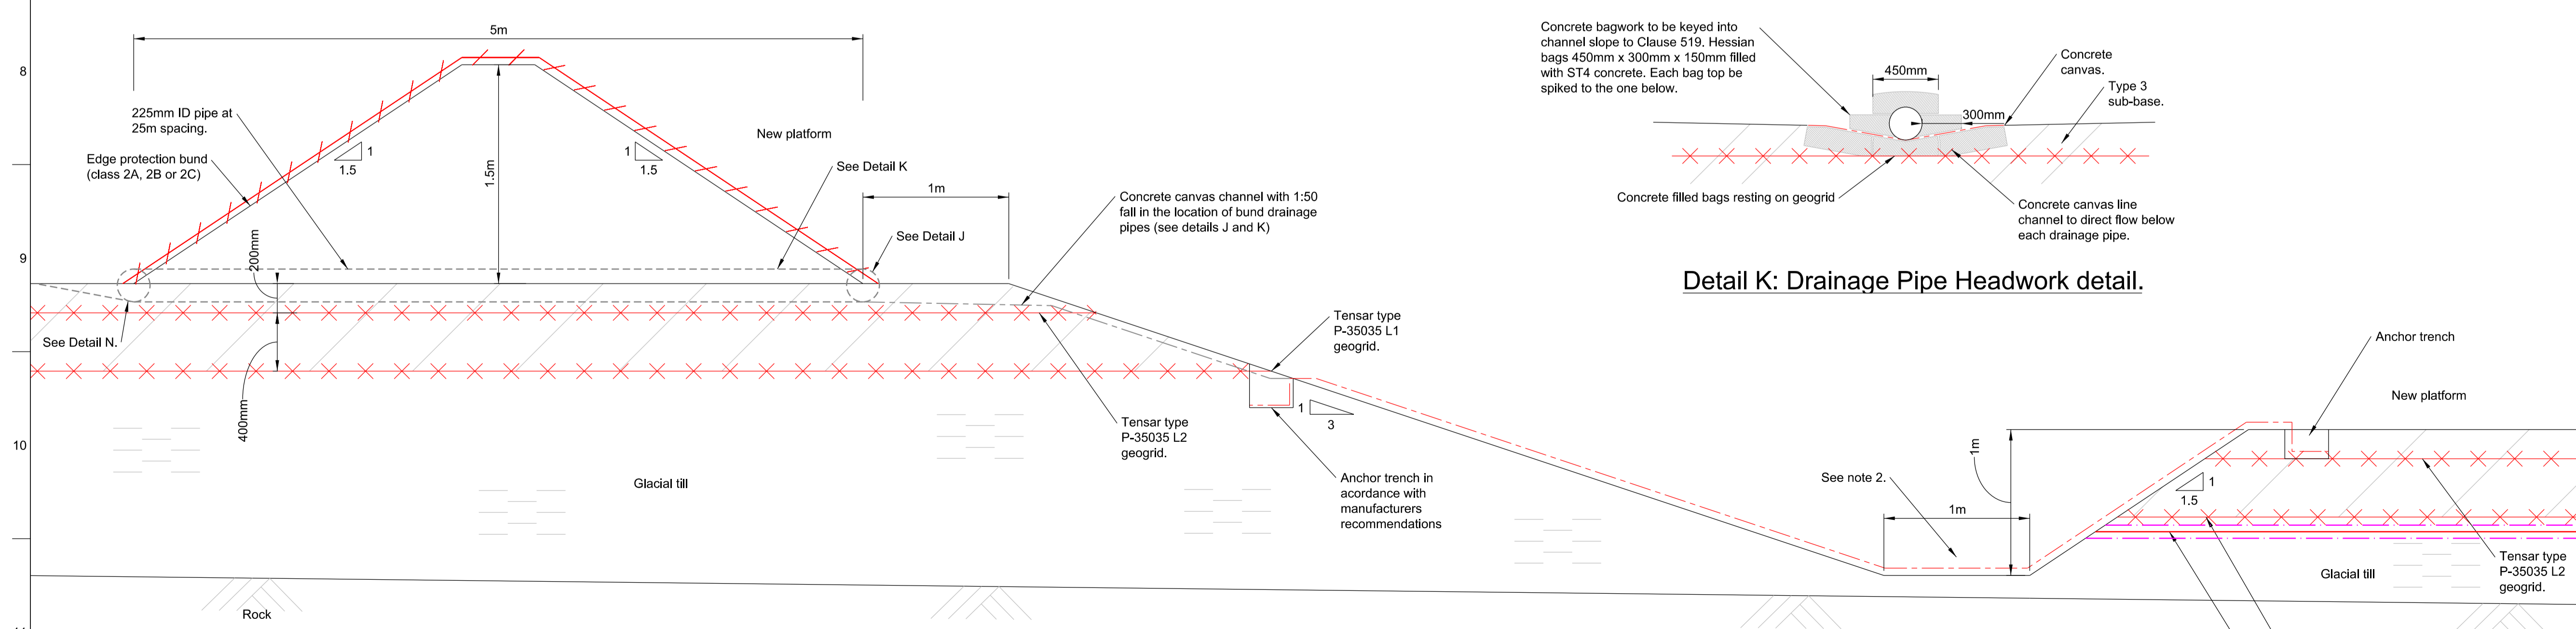 5m
8
225mm ID pipe at
25m spacing.
Edge protection bund
(class 2A, 2B or 2C)
1
1.5
1.5m
1
1.5
New platform
See Detail K
1m
Concrete canvas channel with 1:50
fall in the location of bund drainage
pipes (see details J and K)
See Detail J
9
200mm
See Detail N.
400mm
Tensar type
P-35035 L1
geogrid.
Tensar type
P-35035 L2
geogrid.
1
3
Anchor trench in
acordance with
manufacturers
recommendations
10
Glacial till
Rock
Concrete bagwork to be keyed into
channel slope to Clause 519. Hessian
bags 450mm x 300mm x 150mm filled
with ST4 concrete. Each bag top be
spiked to the one below.
450mm
Concrete
canvas.
Type 3
sub-base.
300mm
Concrete filled bags resting on geogrid
Concrete canvas line
channel to direct flow below
each drainage pipe.
Detail K: Drainage Pipe Headwork detail.
Anchor trench
New platform
See note 2.
1m
1m
1
1.5
Tensar type
P-35035 L2
geogrid.
Glacial till